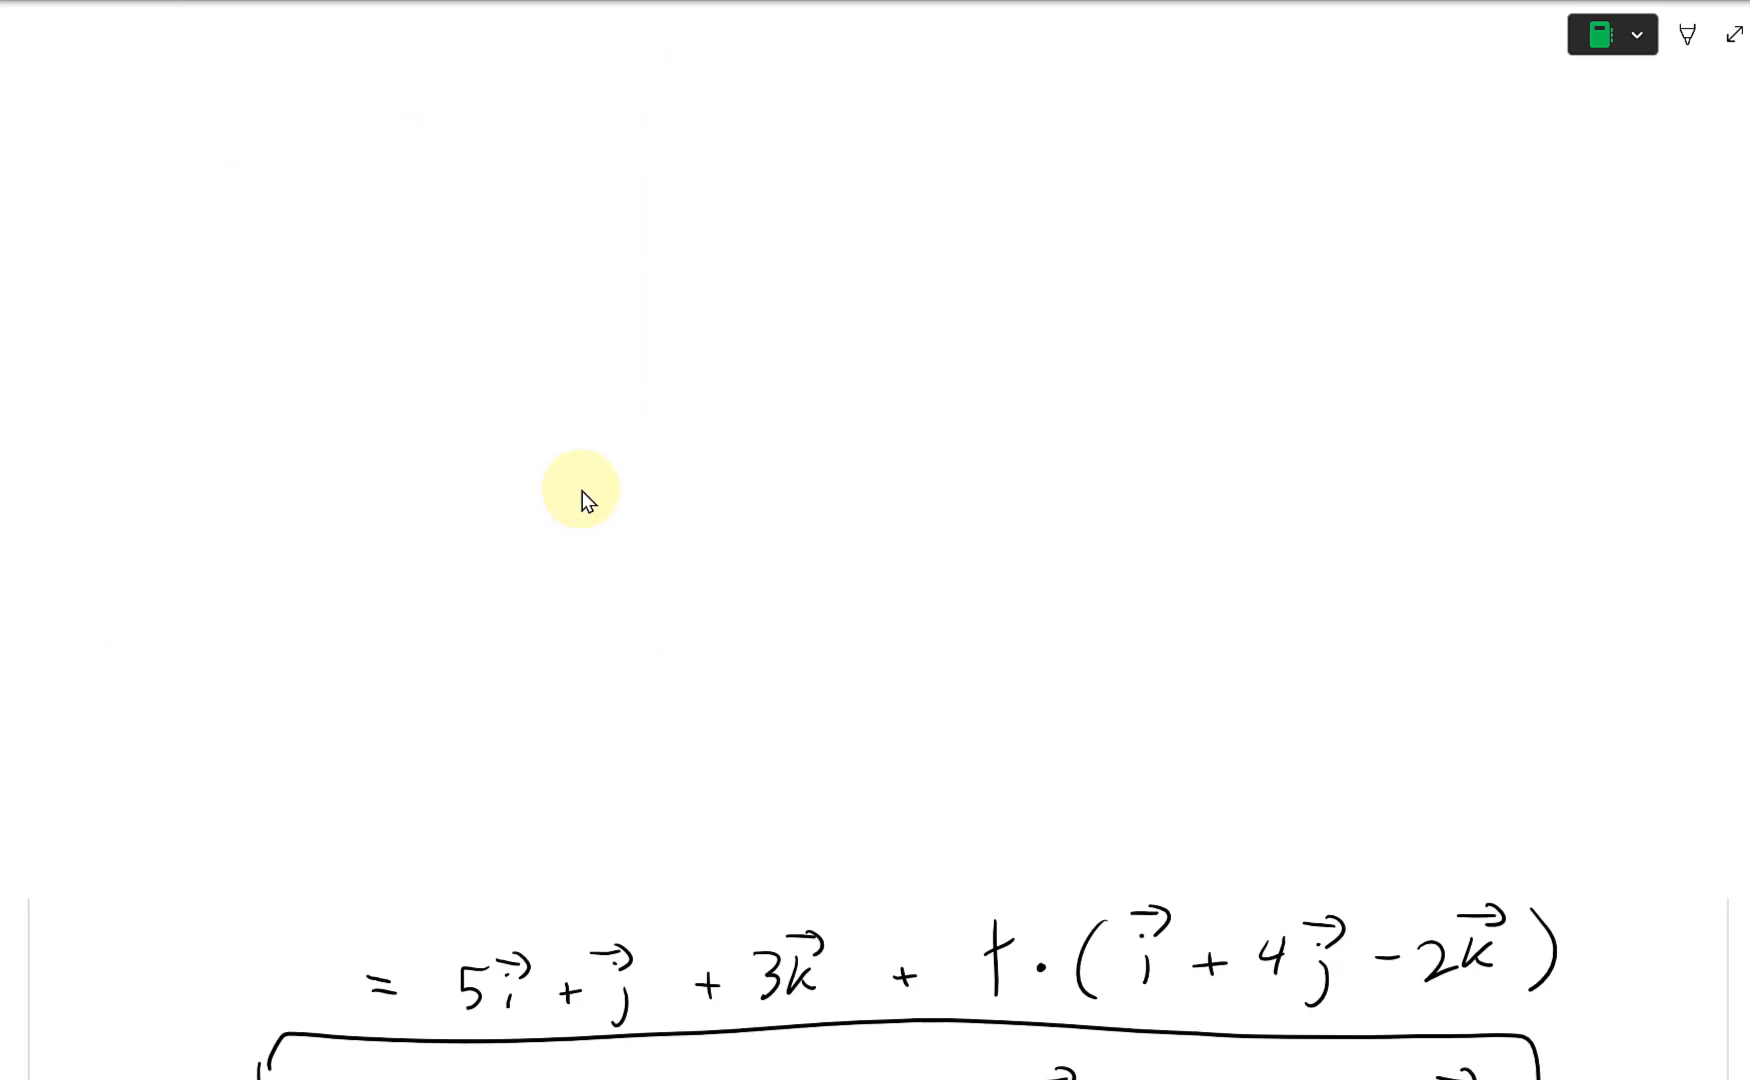 = 5i⃗ + j⃗ + 3k⃗ + t · ( i⃗ + 4j⃗ - 2k⃗ )